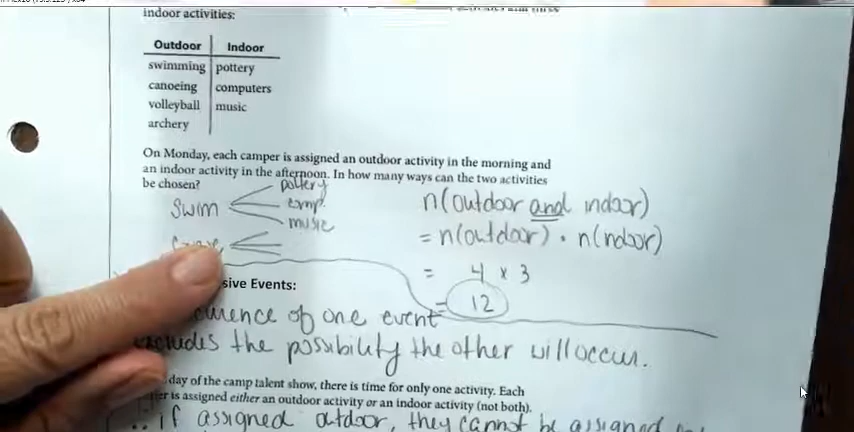 indoor activities:
Outdoor Indoor
swimming pottery
canoeing computers
volleyball music
archery
On Monday, each camper is assigned an outdoor activity in the morning and
an indoor activity in the afternoon. In how many ways can the two activities
be chosen?
pottery
swim comp.
music
n(outdoor and indoor)
= n(outdoor) • n(indoor)
= 4 x 3
= 12
sive Events:
urence of one event
excludes the possibility the other will occur.
day of the camp talent show, there is time for only one activity. Each
is assigned either an outdoor activity or an indoor activity (not both).
∴ if assigned outdoor, they cannot be assigned